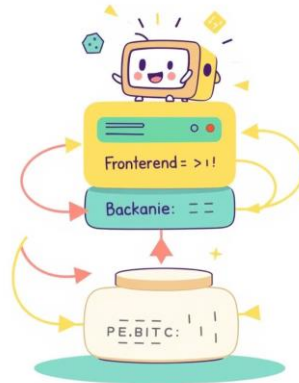 Fronterend = > ı !
Backanie: = =
PE.BITC: